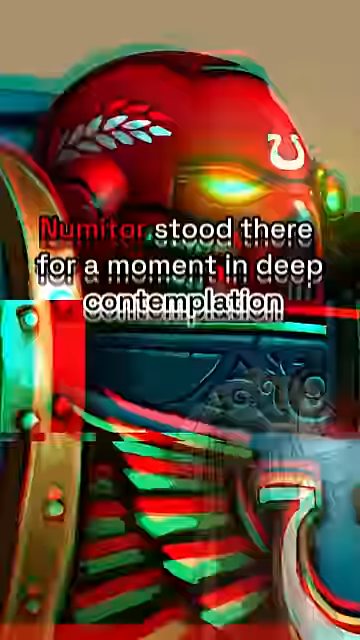 Numitor stood there
for a moment in deep
contemplation